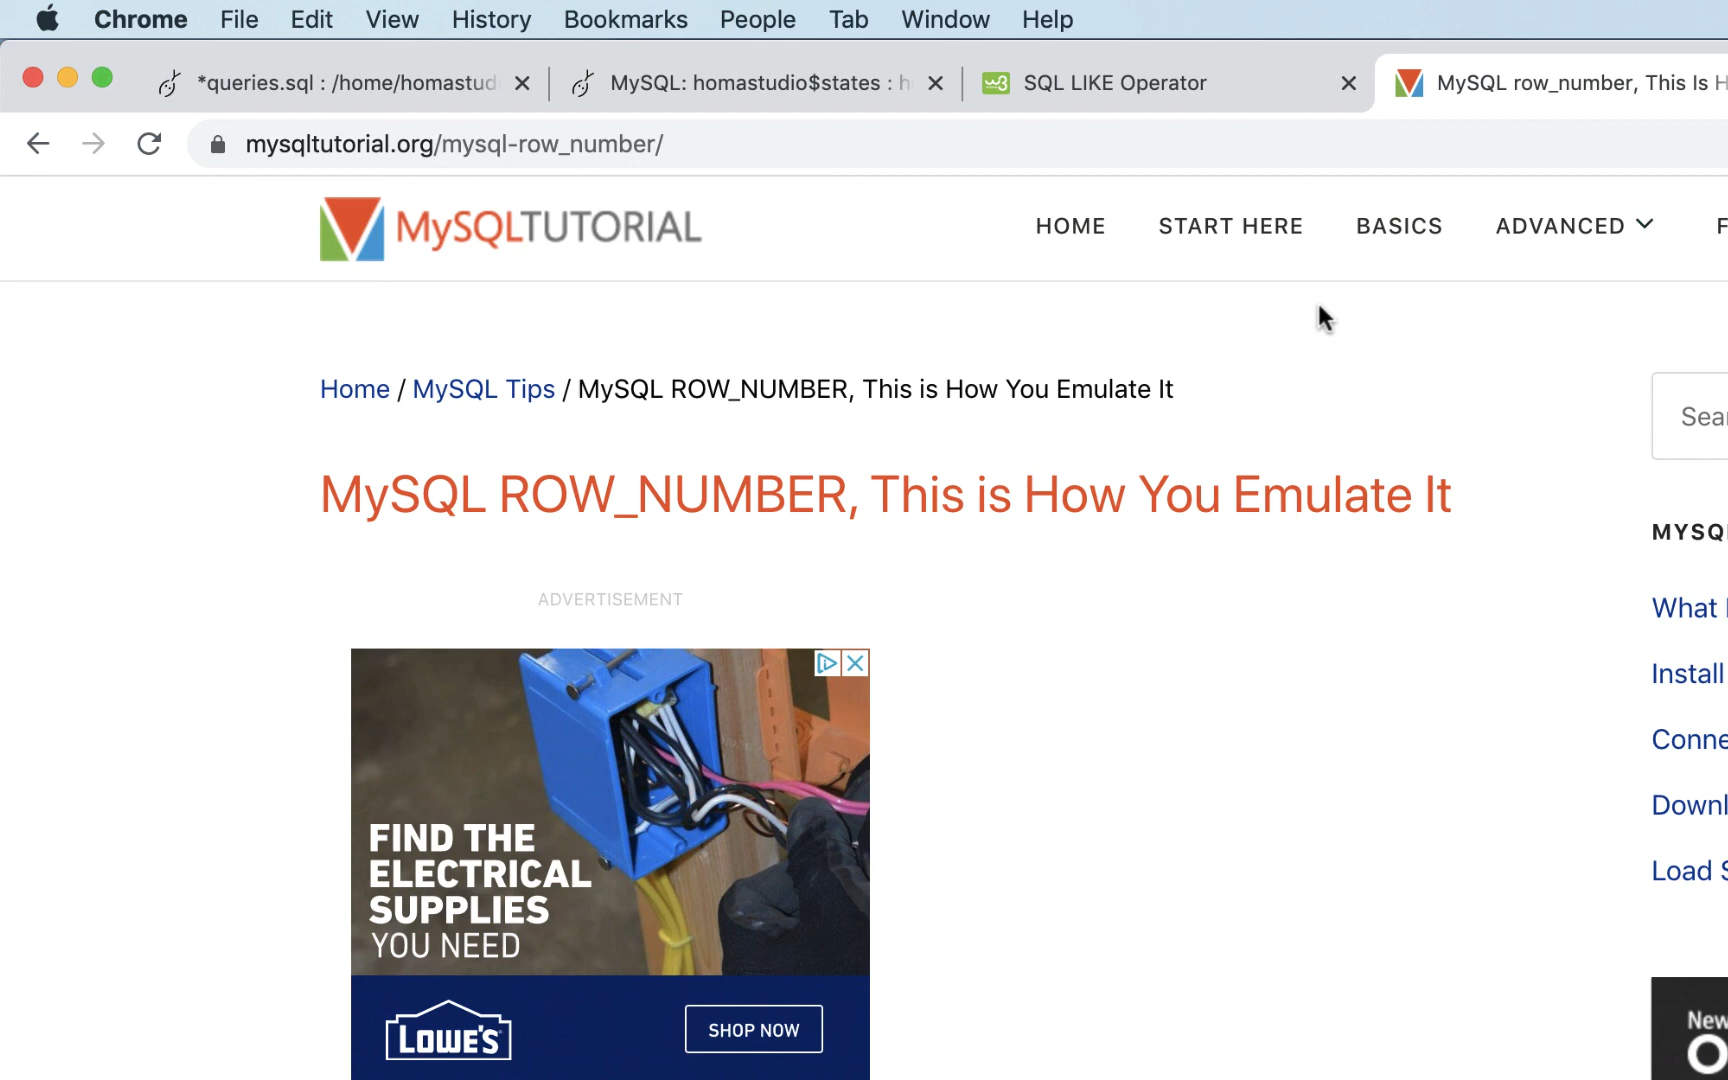 Chrome File Edit View History Bookmarks People Tab Window Help
*queries.sql : /home/homastud
MySQL: homastudio$states : h
SQL LIKE Operator
MySQL row_number, This Is H
mysqltutorial.org/mysql-row_number/
MySQLTUTORIAL
HOME START HERE BASICS ADVANCED F
Home / MySQL Tips / MySQL ROW_NUMBER, This is How You Emulate It
Sear
MySQL ROW_NUMBER, This is How You Emulate It
MYSQL
ADVERTISEMENT
What
Install
Conne
Downl
Load S
FIND THE
ELECTRICAL
SUPPLIES
YOU NEED
LOWE'S
SHOP NOW
New
O